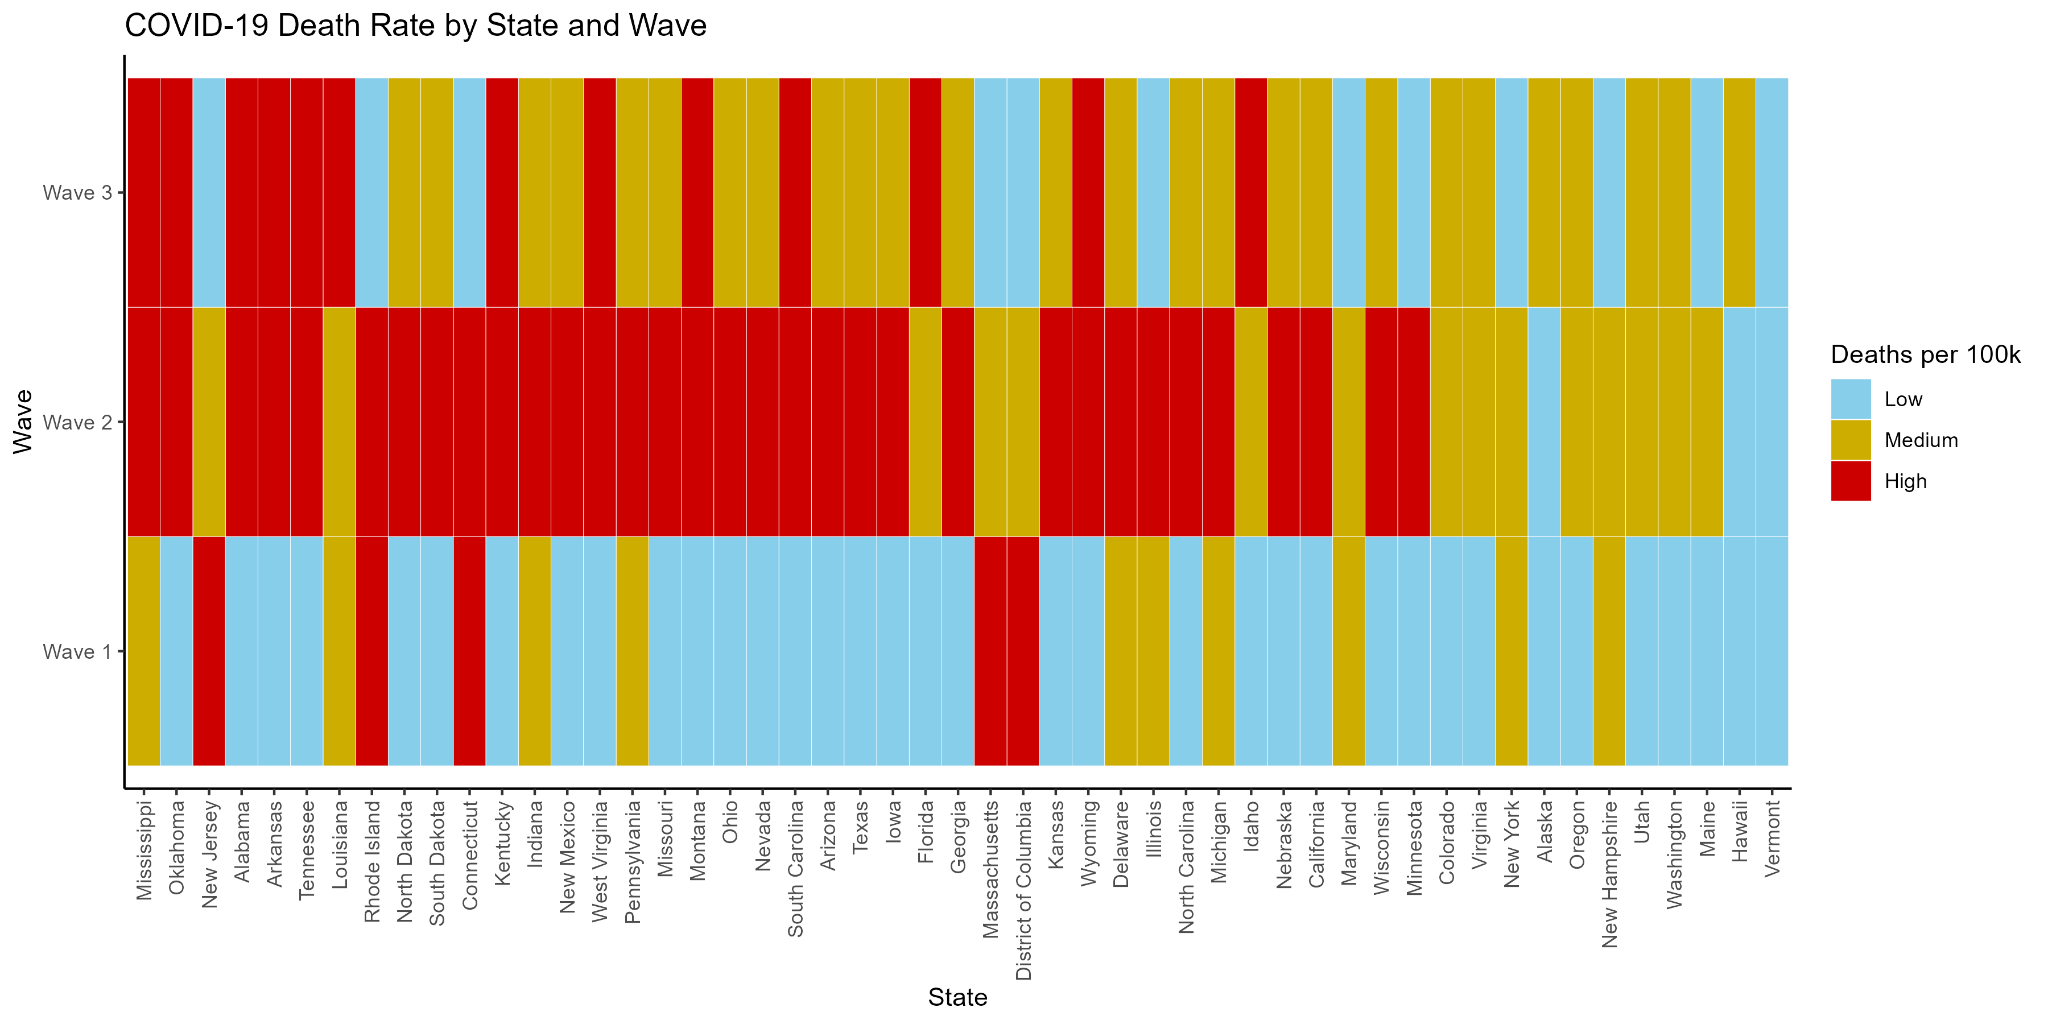 COVID-19 Death Rate by State and Wave
Wave
Wave 3
Wave 2
Wave 1
Mississippi
Oklahoma
New Jersey
Alabama
Arkansas
Tennessee
Louisiana
Rhode Island
North Dakota
South Dakota
Connecticut
Kentucky
Indiana
New Mexico
West Virginia
Pennsylvania
Missouri
Montana
Ohio
Nevada
South Carolina
Arizona
Texas
Iowa
Florida
Georgia
Massachusetts
District of Columbia
Kansas
Wyoming
Delaware
Illinois
North Carolina
Michigan
Idaho
Nebraska
California
Maryland
Wisconsin
Minnesota
Colorado
Virginia
New York
Alaska
Oregon
New Hampshire
Utah
Washington
Maine
Hawaii
Vermont
State
Deaths per 100k
Low
Medium
High